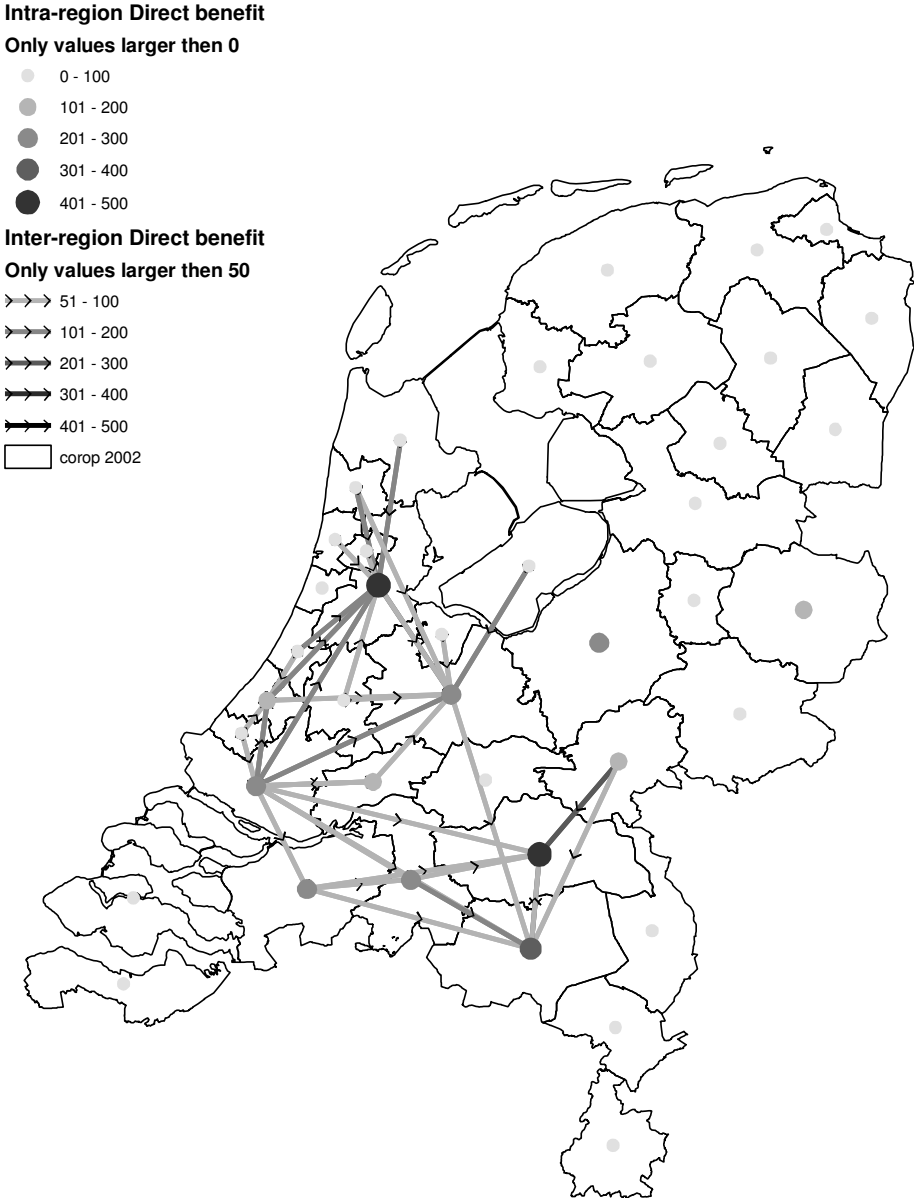 Intra-region Direct benefit
Only values larger then 0
0 - 100
101 - 200
201 - 300
301 - 400
401 - 500
Inter-region Direct benefit
Only values larger then 50
51 - 100
101 - 200
201 - 300
301 - 400
401 - 500
corop 2002